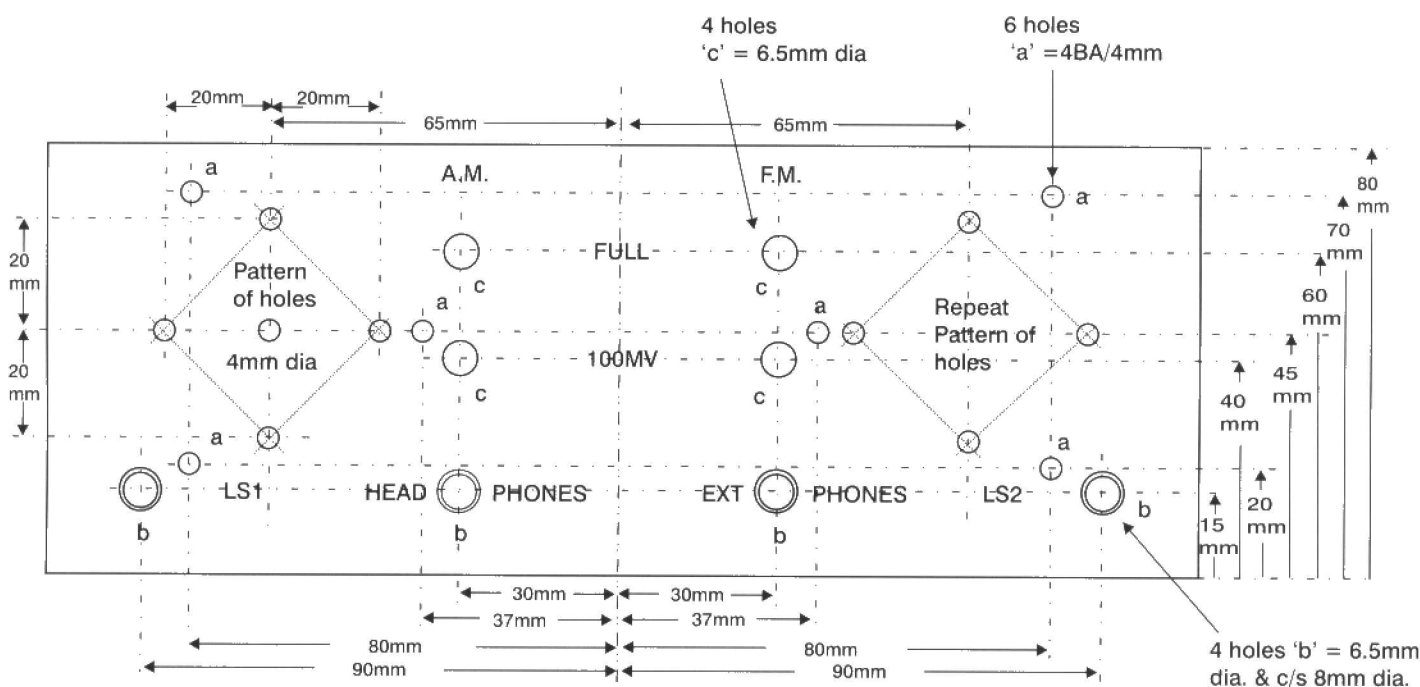 4 holes
‘c’ = 6.5mm dia
6 holes
‘a’ =4BA/4mm
20mm
20mm
65mm
65mm
a
A.M.
F.M.
a
80
mm
70
mm
60
mm
45
mm
40
mm
20
mm
15
mm
20
mm
20
mm
Pattern
of holes
4mm dia
FULL
c
c
a
a
Repeat
Pattern of
holes
100MV
c
c
a
a
LS1
HEAD
PHONES
EXT
PHONES
LS2
b
b
b
b
30mm
30mm
37mm
37mm
80mm
80mm
90mm
90mm
4 holes ‘b’ = 6.5mm
dia. & c/s 8mm dia.